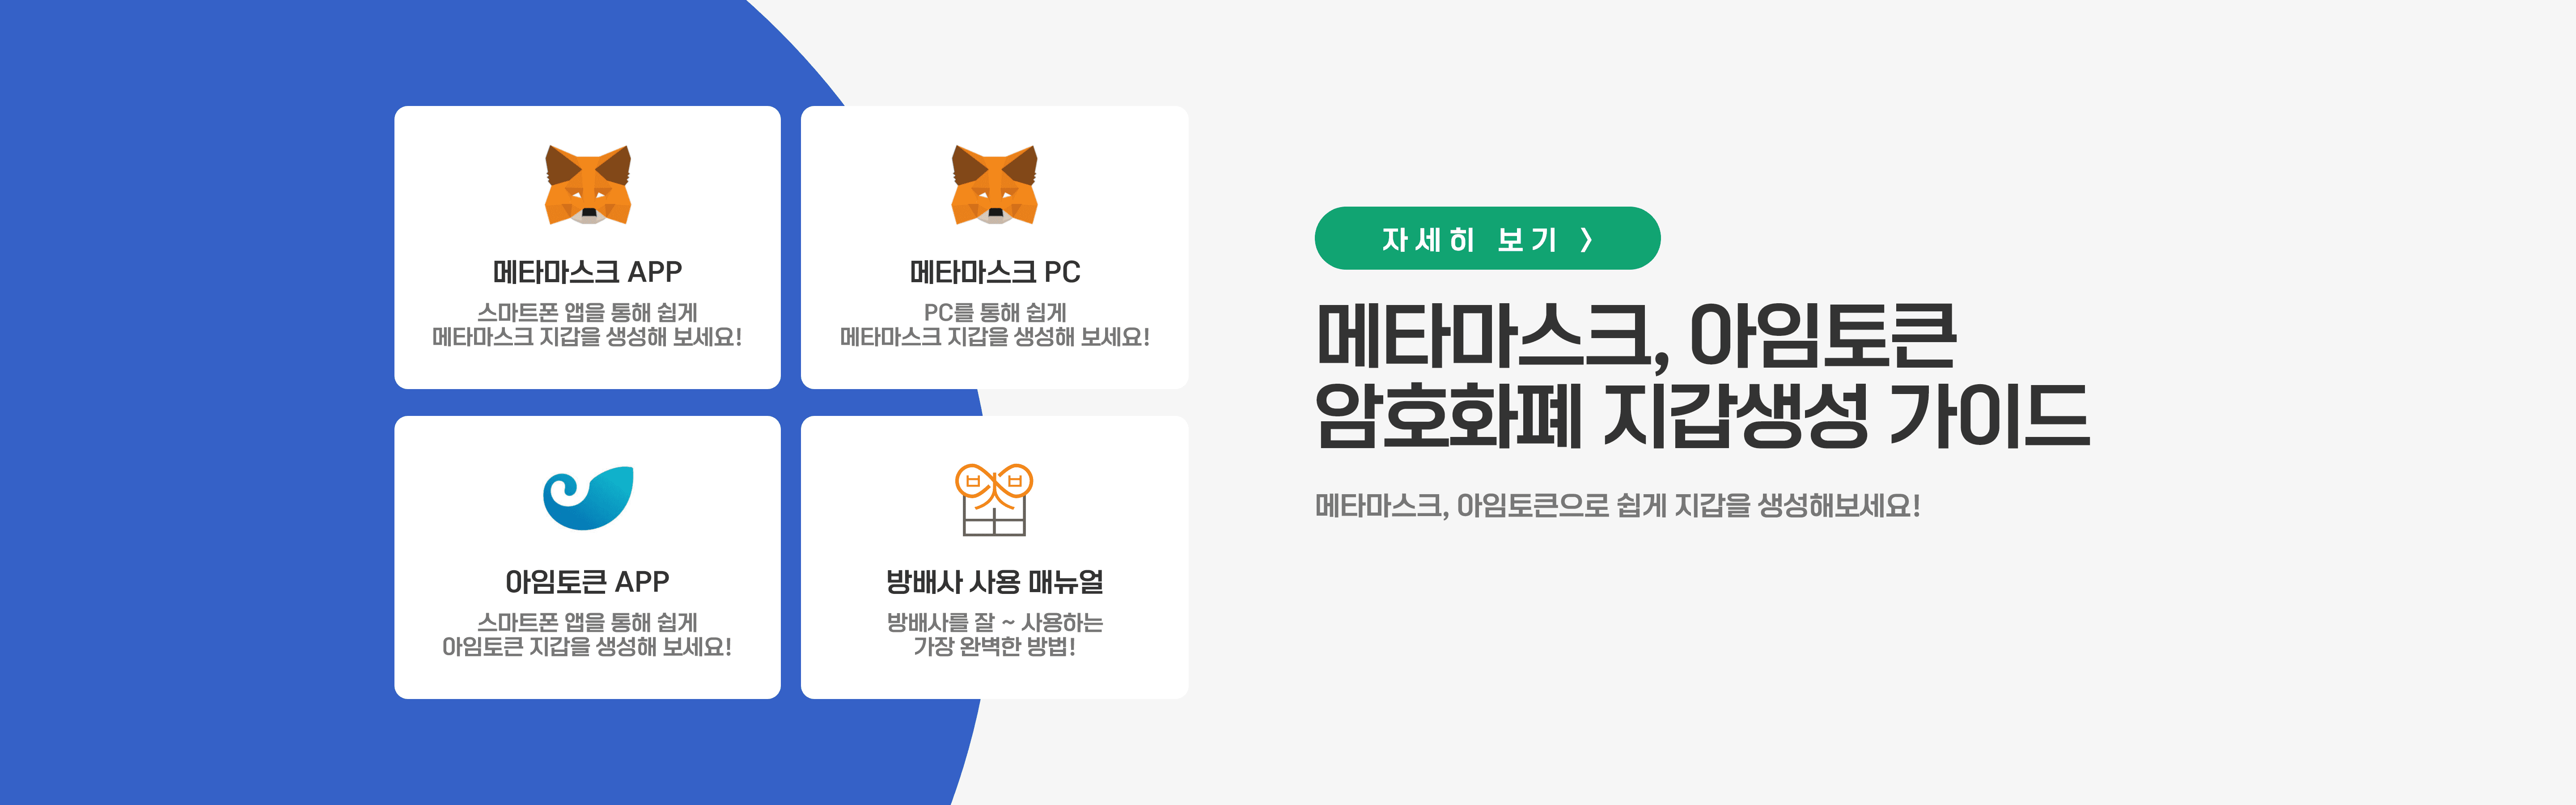 메타마스크 APP
스마트폰 앱을 통해 쉽게
메타마스크 지갑을 생성해 보세요!
메타마스크 PC
PC를 통해 쉽게
메타마스크 지갑을 생성해 보세요!
아임토큰 APP
스마트폰 앱을 통해 쉽게
아임토큰 지갑을 생성해 보세요!
ㅂ ㅂ
방배사 사용 매뉴얼
방배사를 잘 ~ 사용하는
가장 완벽한 방법!
자세히 보기 〉
메타마스크, 아임토큰
암호화폐 지갑생성 가이드
메타마스크, 아임토큰으로 쉽게 지갑을 생성해보세요!